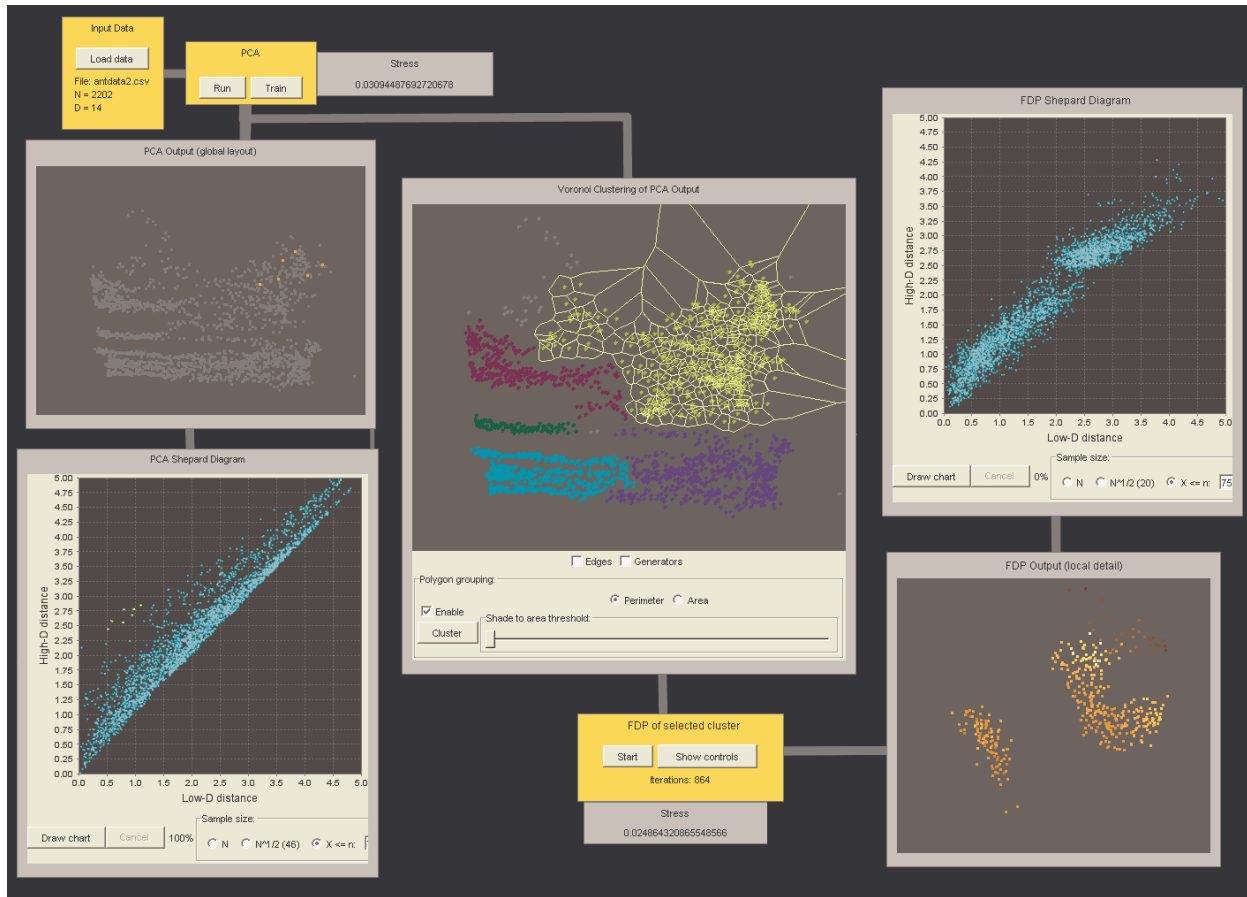 Input Data
Load data
File: antdata2.csv
N = 2202
D = 14
PCA
Run Train
Stress
0.03094487692720678
PCA Output (global layout)
PCA Shepard Diagram
High-D distance
5.00
4.75
4.50
4.25
4.00
3.75
3.50
3.25
3.00
2.75
2.50
2.25
2.00
1.75
1.50
1.25
1.00
0.75
0.50
0.25
0.00
0.0 0.5 1.0 1.5 2.0 2.5 3.0 3.5 4.0 4.5 5.0
Low-D distance
Draw chart Cancel 100%
Sample size:
N N^1/2 (46) X <= n:
Voronoi Clustering of PCA Output
Edges Generators
Polygon grouping:
Perimeter Area
Enable
Cluster
Shade to area threshold:
FDP of selected cluster
Start Show controls
Iterations: 864
Stress
0.024864320865548566
FDP Shepard Diagram
High-D distance
5.00
4.75
4.50
4.25
4.00
3.75
3.50
3.25
3.00
2.75
2.50
2.25
2.00
1.75
1.50
1.25
1.00
0.75
0.50
0.25
0.00
0.0 0.5 1.0 1.5 2.0 2.5 3.0 3.5 4.0 4.5 5.0
Low-D distance
Draw chart Cancel 0%
Sample size:
N N^1/2 (20) X <= n: 75
FDP Output (local detail)